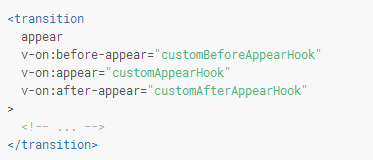 <transition
  appear
  v-on:before-appear="customBeforeAppearHook"
  v-on:appear="customAppearHook"
  v-on:after-appear="customAfterAppearHook"
>
  <!-- ... -->
</transition>